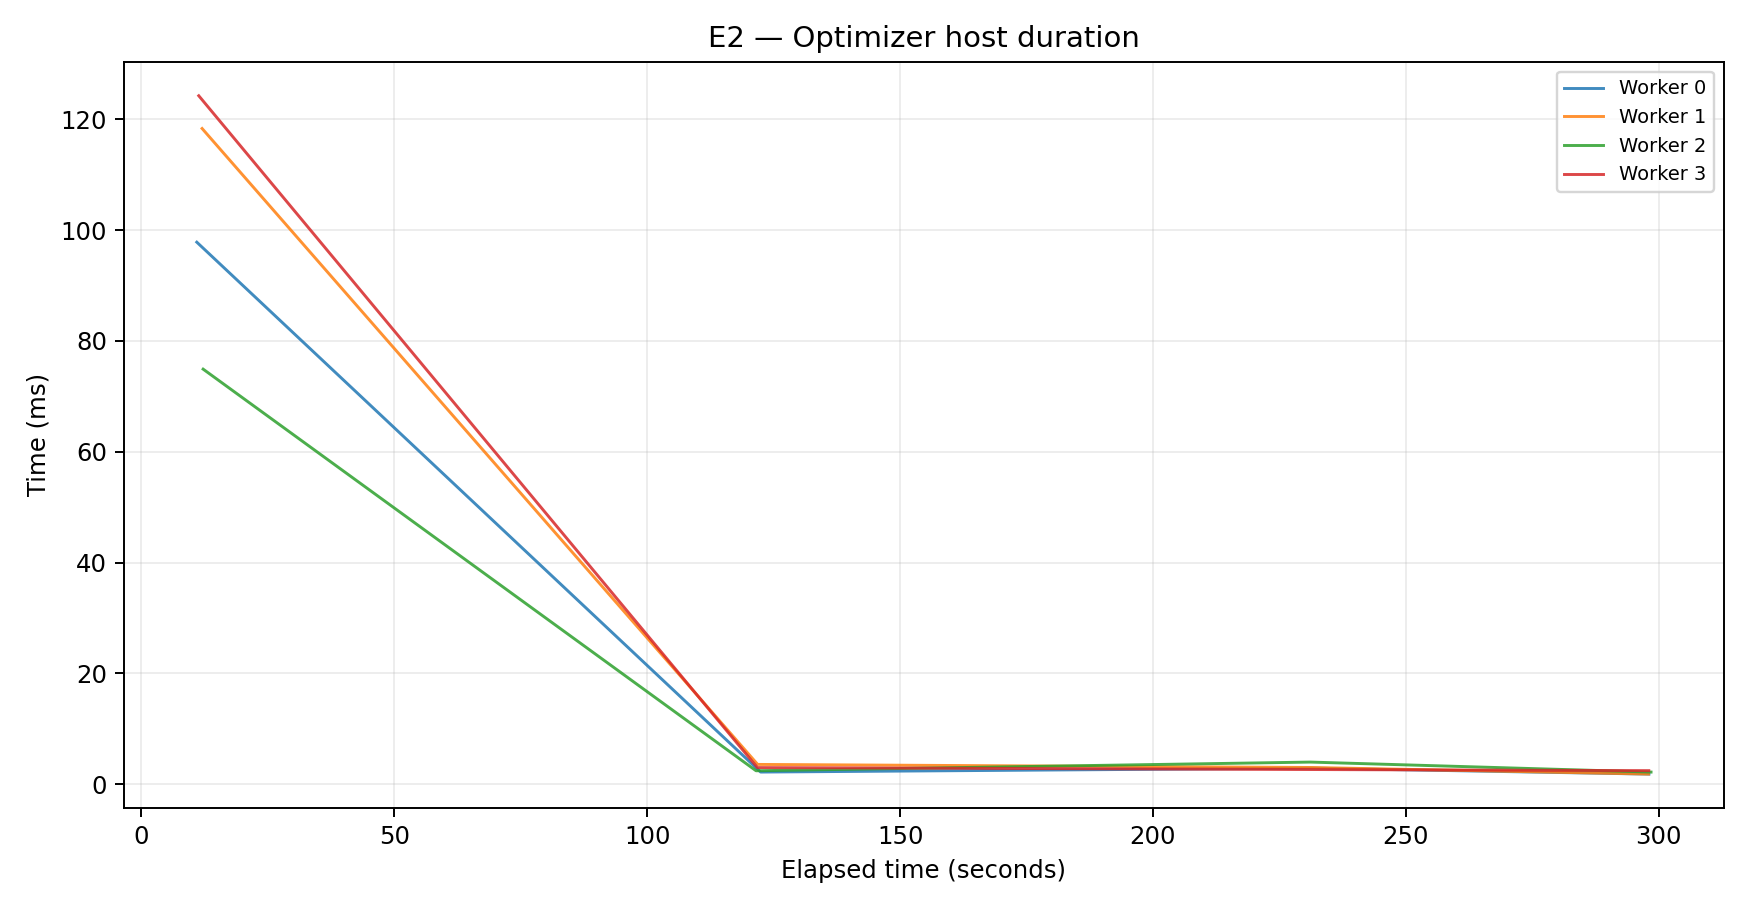 E2 — Optimizer host duration
Worker 0
Worker 1
Worker 2
Worker 3
Time (ms)
120
100
80
60
40
20
0
0 50 100 150 200 250 300
Elapsed time (seconds)